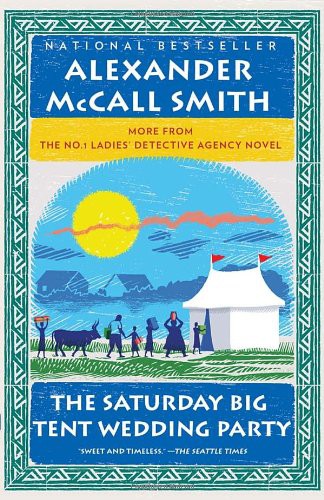 NATIONAL BESTSELLER
ALEXANDER
McCALL SMITH
MORE FROM
THE NO.1 LADIES' DETECTIVE AGENCY NOVEL
THE SATURDAY BIG
TENT WEDDING PARTY
"SWEET AND TIMELESS." —THE SEATTLE TIMES